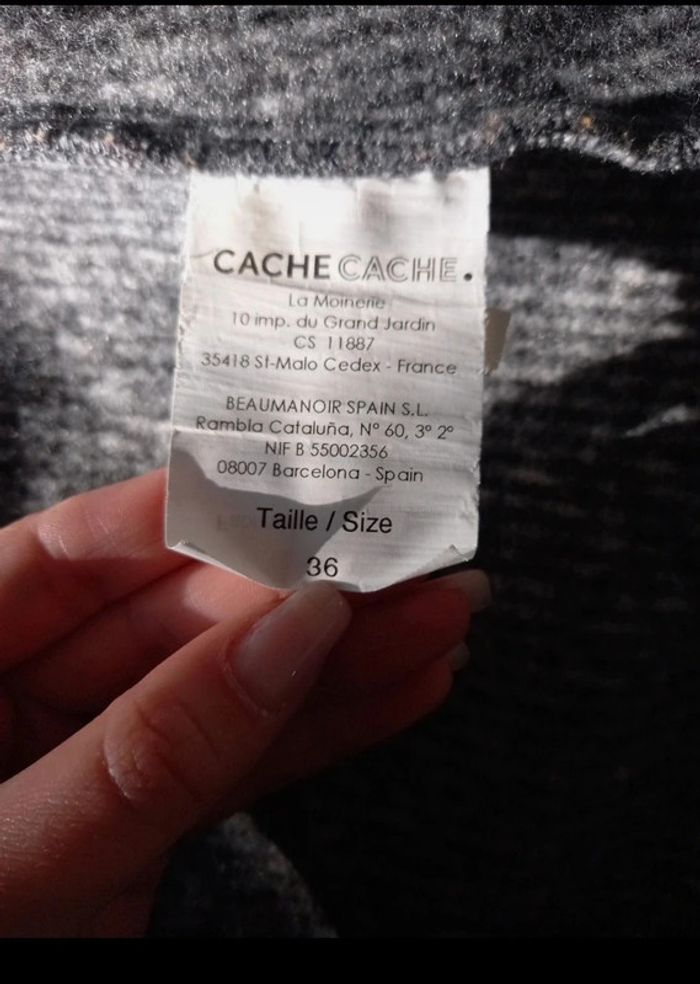 CACHE CACHE.
La Moinerie
10 imp. du Grand Jardin
CS 11887
35418 St-Malo Cedex - France
BEAUMANOIR SPAIN S.L.
Rambla Cataluña, Nº 60, 3º 2º
NIF B 55002356
08007 Barcelona - Spain
Taille / Size
36